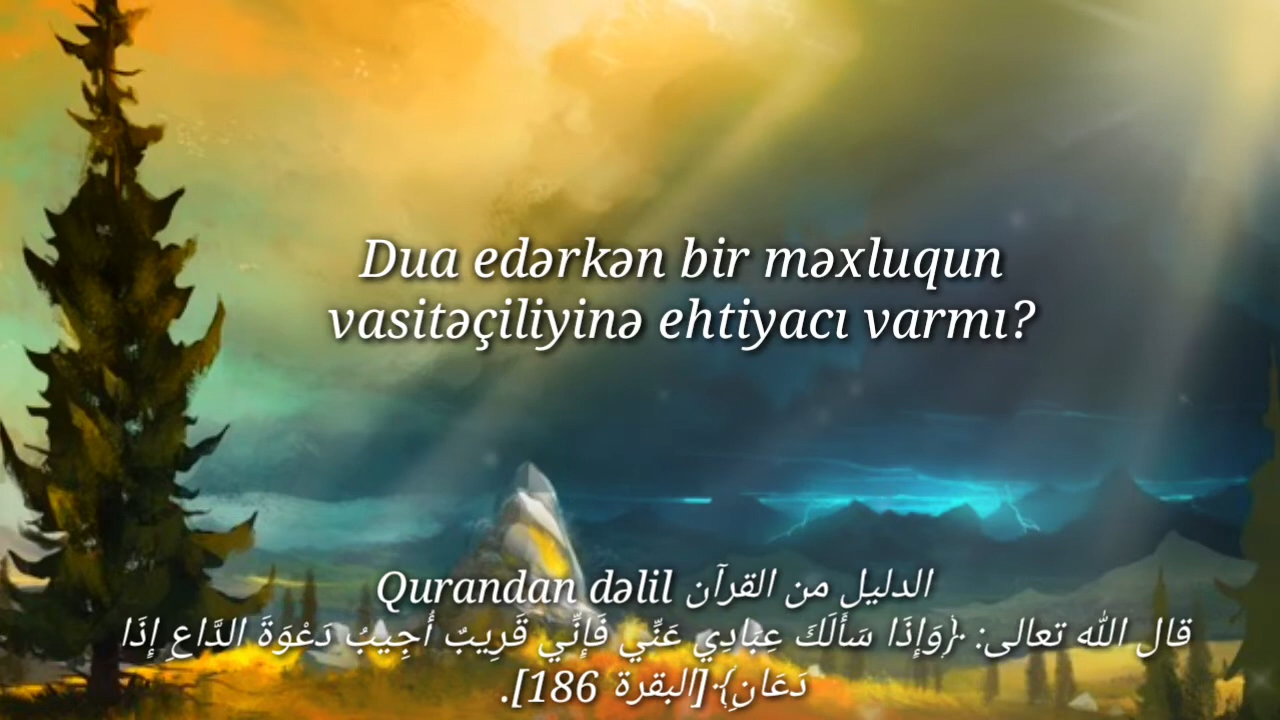 Dua edərkən bir məxluqun
vasitəçiliyinə ehtiyacı varmı?
Qurandan dəlil الدليل من القرآن
قال الله تعالى: ﴿وَإِذَا سَأَلَكَ عِبَادِي عَنِّي فَإِنِّي قَرِيبٌ أُجِيبُ دَعْوَةَ الدَّاعِ إِذَا
دَعَانِ﴾ [البقرة 186].